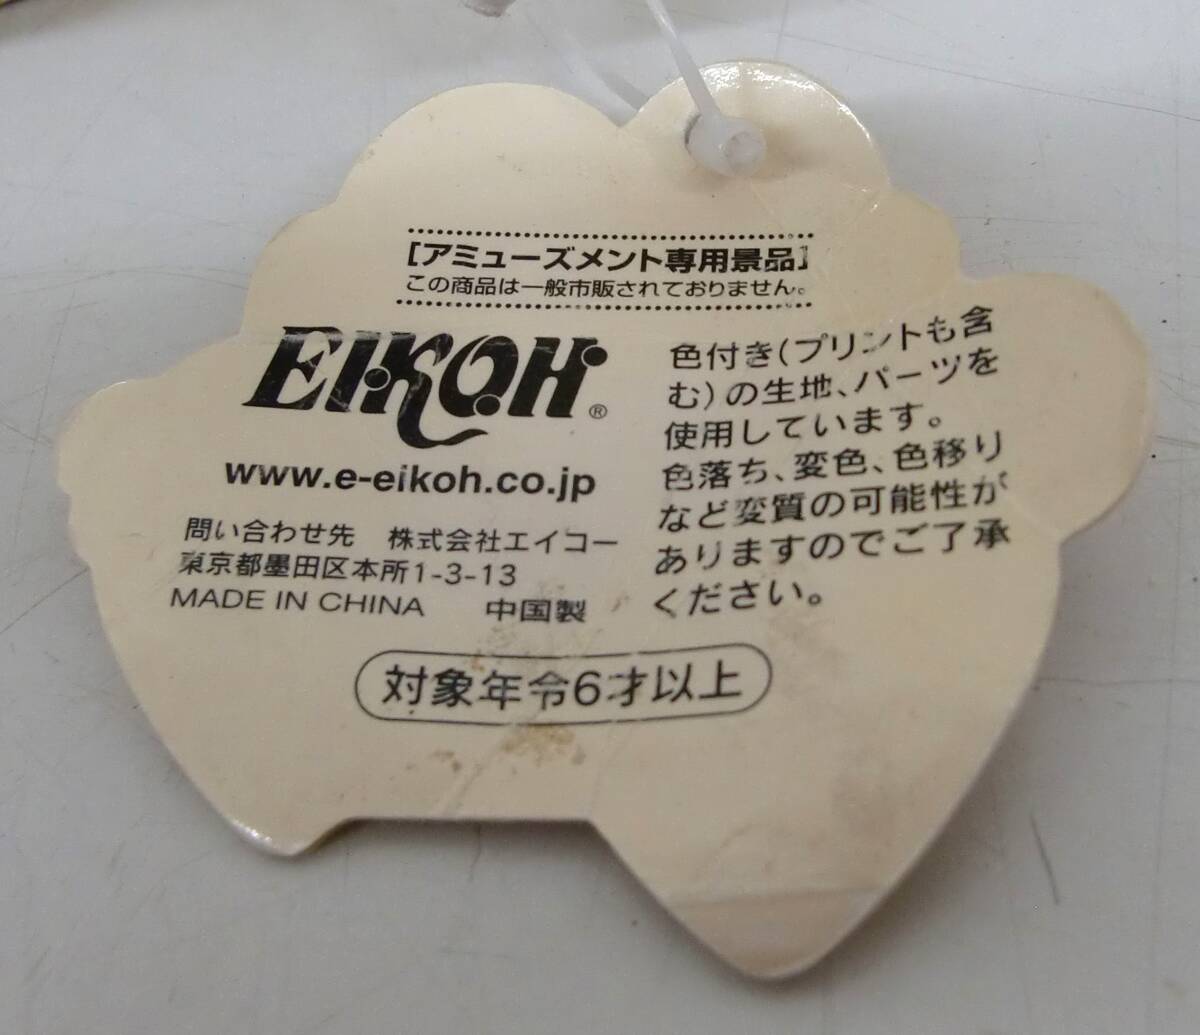 [アミューズメント専用景品]
この商品は一般市販されておりません。
EIKOH®
www.e-eikoh.co.jp
問い合わせ先 株式会社エイコー
東京都墨田区本所1-3-13
MADE IN CHINA 中国製
色付き(プリントも含
む)の生地、パーツを
使用しています。
色落ち、変色、色移り
など変質の可能性が
ありますのでご了承
ください。
対象年令6才以上